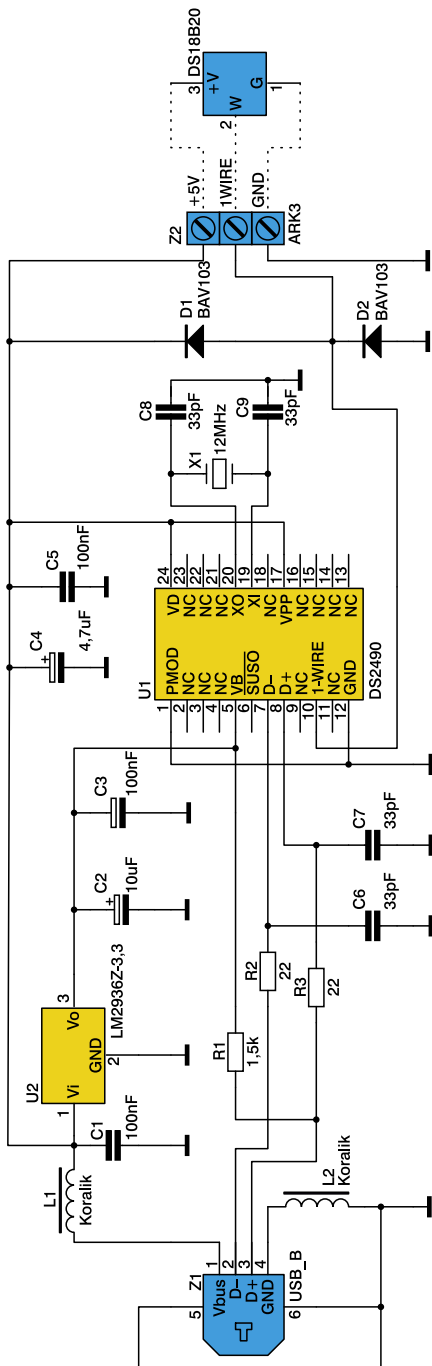 DS18B20
3
+V
2
W
1
G
Z2
+5V
1WIRE
GND
ARK3
D1
BAV103
D2
BAV103
C8
33pF
C9
33pF
X1
12MHz
C5
100nF
C4
+
4,7uF
U1
24 VD
23 NC
22 NC
21 NC
20 XO
19 XI
18 NC
17 VPP
16 NC
15 NC
14 NC
13 NC
1 PMOD
2 NC
3 NC
4 NC
5 VB
6 SUSO
7 D-
8 D+
9 NC
10 1-WIRE
11 NC
12 GND
DS2490
C3
100nF
C2
+
10uF
C7
33pF
C6
33pF
U2
3
Vo
GND
2
Vi
1
LM2936Z-3,3
R1
1,5k
R2
22
R3
22
C1
100nF
L1
Koralik
L2
Koralik
Z1
Vbus 1
D- 2
D+ 3
GND 4
5
6
USB_B